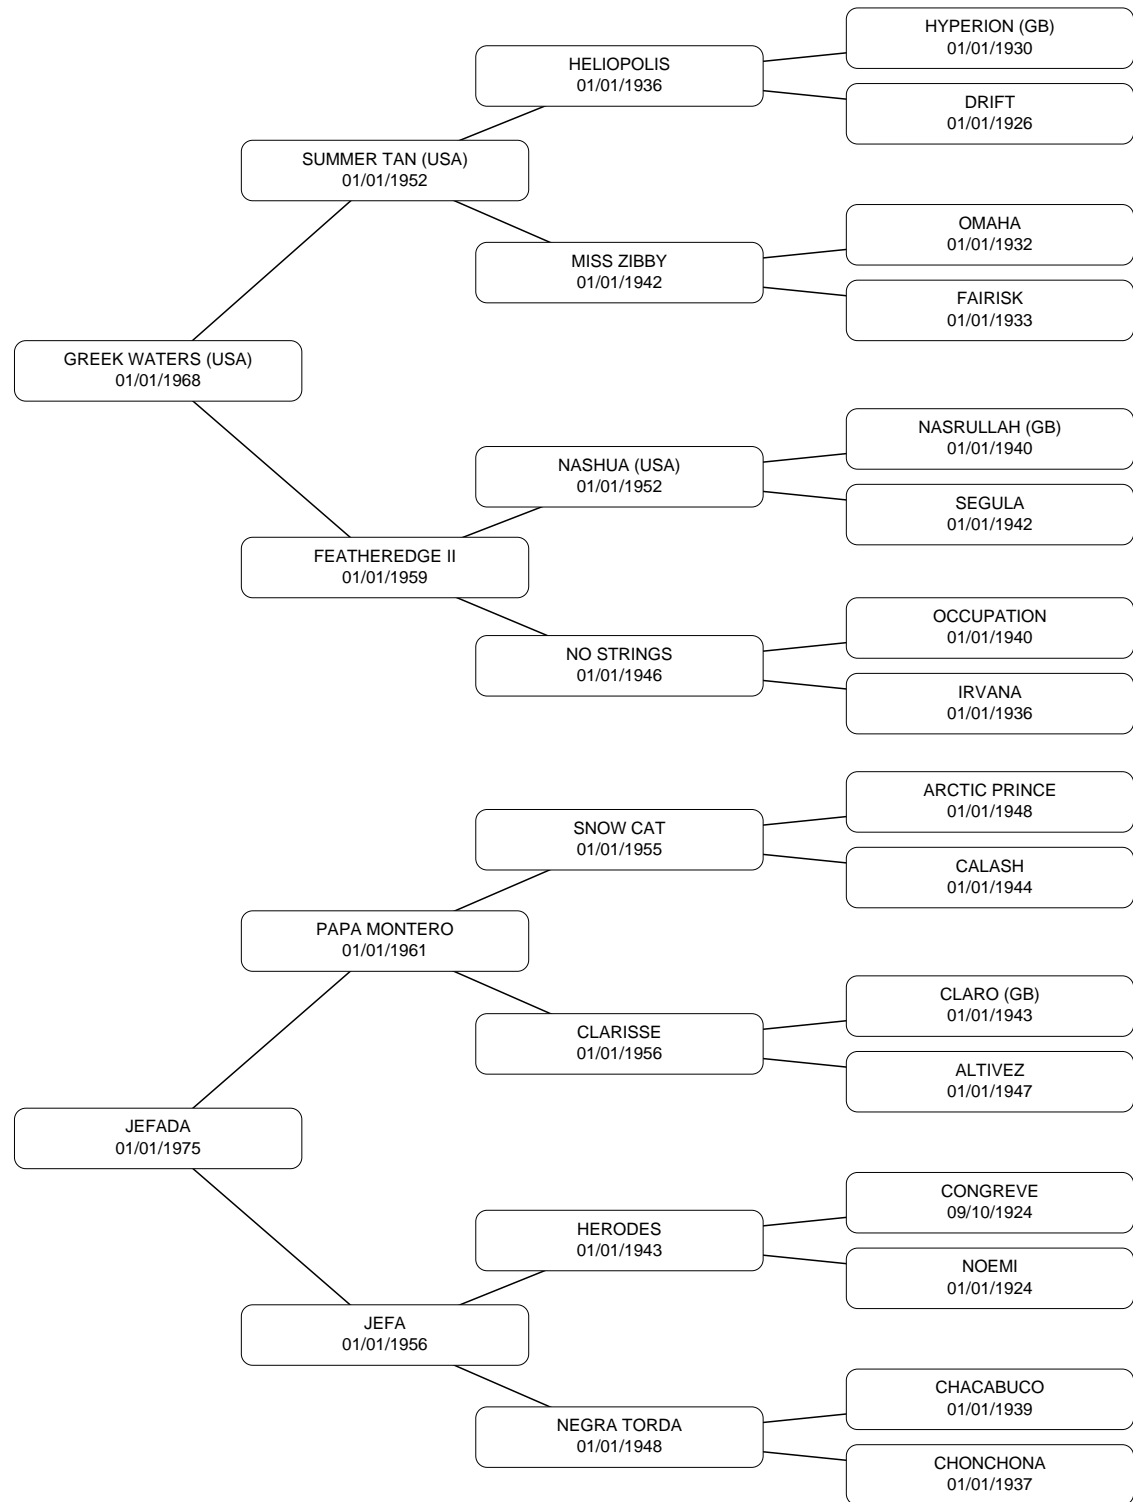 HYPERION (GB)
01/01/1930
HELIOPOLIS
01/01/1936
DRIFT
01/01/1926
SUMMER TAN (USA)
01/01/1952
OMAHA
01/01/1932
MISS ZIBBY
01/01/1942
FAIRISK
01/01/1933
GREEK WATERS (USA)
01/01/1968
NASRULLAH (GB)
01/01/1940
NASHUA (USA)
01/01/1952
SEGULA
01/01/1942
FEATHEREDGE II
01/01/1959
OCCUPATION
01/01/1940
NO STRINGS
01/01/1946
IRVANA
01/01/1936
ARCTIC PRINCE
01/01/1948
SNOW CAT
01/01/1955
CALASH
01/01/1944
PAPA MONTERO
01/01/1961
CLARO (GB)
01/01/1943
CLARISSE
01/01/1956
ALTIVEZ
01/01/1947
JEFADA
01/01/1975
CONGREVE
09/10/1924
HERODES
01/01/1943
NOEMI
01/01/1924
JEFA
01/01/1956
CHACABUCO
01/01/1939
NEGRA TORDA
01/01/1948
CHONCHONA
01/01/1937